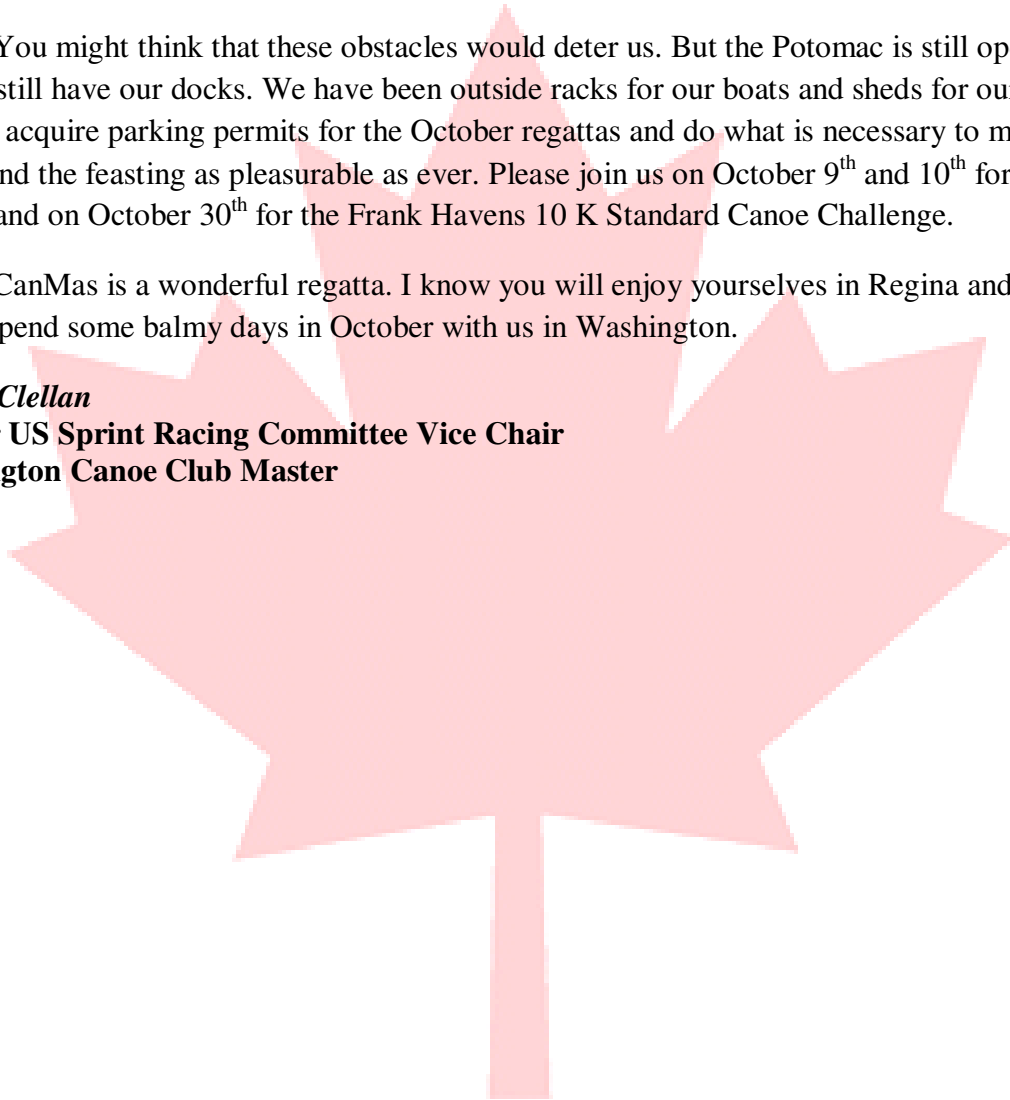 You might think that these obstacles would deter us. But the Potomac is still op
still have our docks. We have been outside racks for our boats and sheds for our
acquire parking permits for the October regattas and do what is necessary to m
nd the feasting as pleasurable as ever. Please join us on October 9th and 10th for
and on October 30th for the Frank Havens 10 K Standard Canoe Challenge.
CanMas is a wonderful regatta. I know you will enjoy yourselves in Regina and
pend some balmy days in October with us in Washington.
Clellan
US Sprint Racing Committee Vice Chair
gton Canoe Club Master